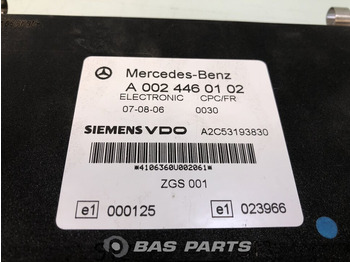 Mercedes-Benz
A 002 446 01 02
ELECTRONIC CPC/FR
07-08-06 0030
SIEMENS VDO A2C53193830
*4106360U002061*
ZGS 001
e1 000125 e1 023966
BAS PARTS